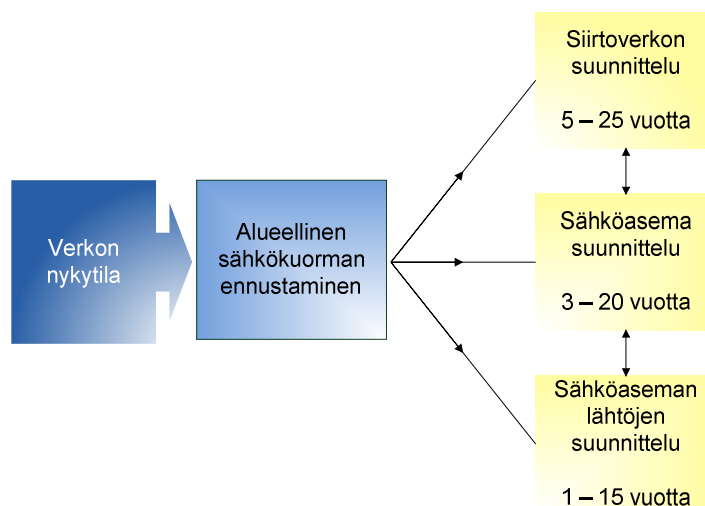 Verkon
nykytila
Alueellinen
sähkökuorman
ennustaminen
Siirtoverkon
suunnittelu
5 – 25 vuotta
Sähköasema
suunnittelu
3 – 20 vuotta
Sähköaseman
lähtöjen
suunnittelu
1 – 15 vuotta